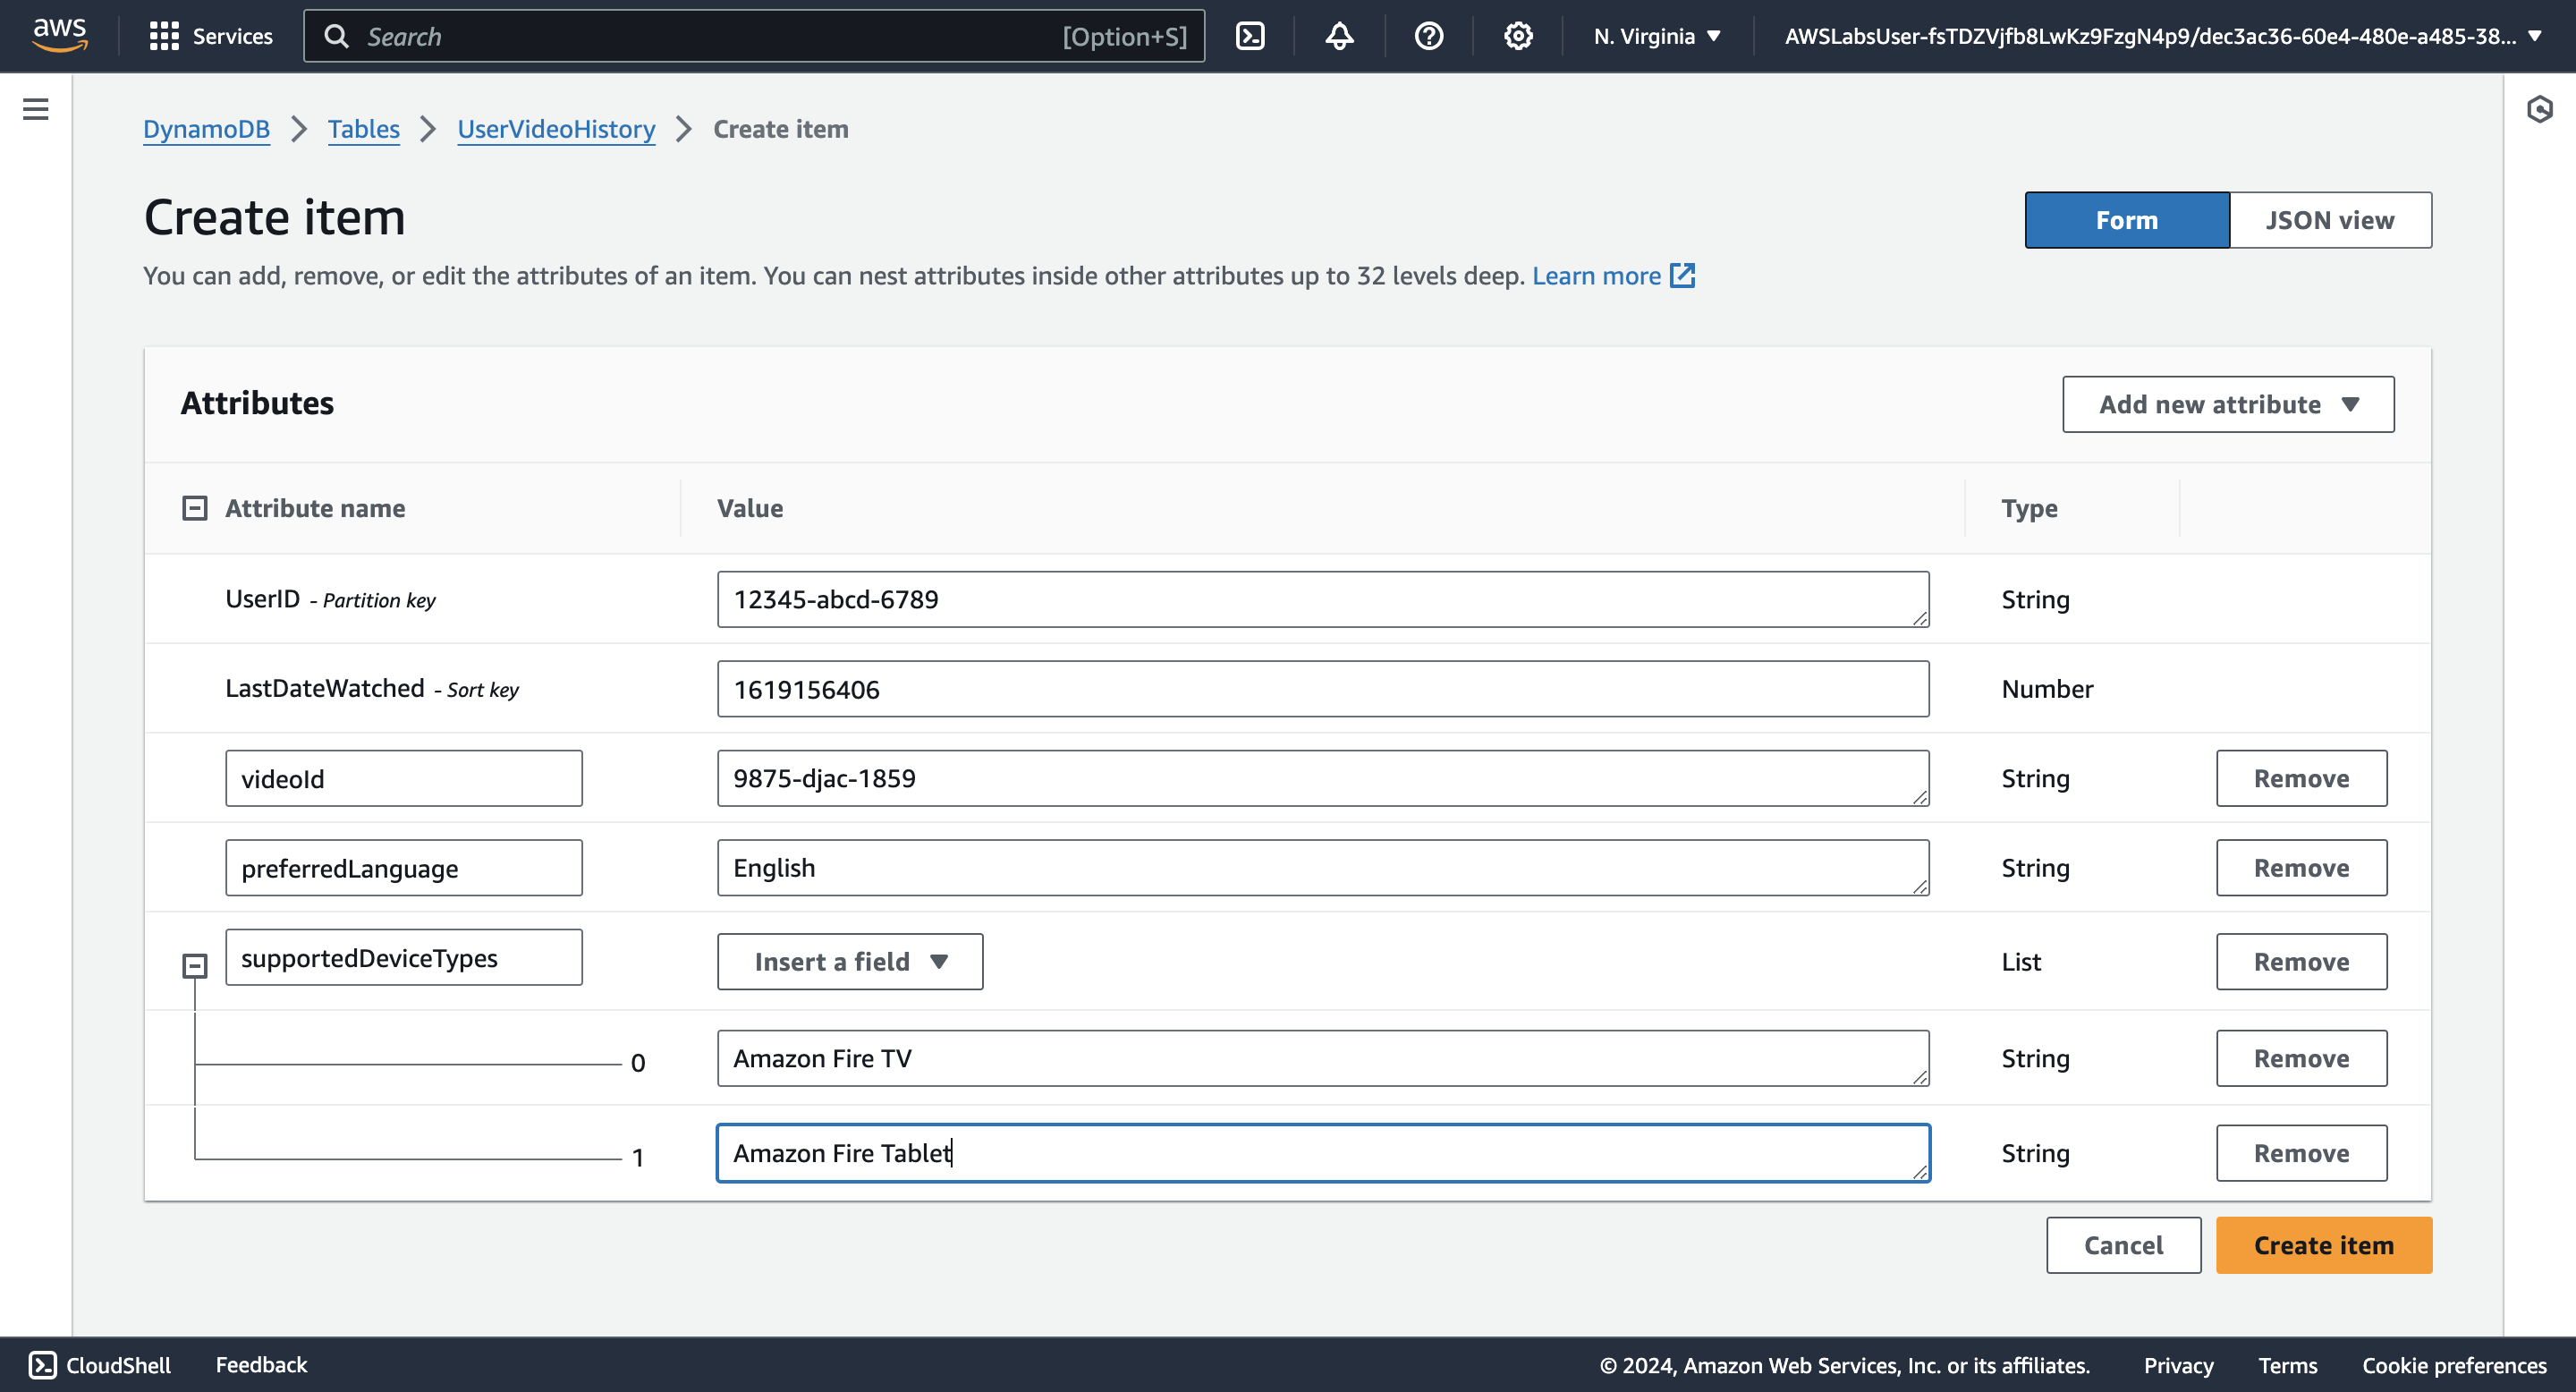 aws Services Search [Option+S] N. Virginia AWSLabsUser-fsTDZVjfb8LwKz9FzgN4p9/dec3ac36-60e4-480e-a485-38...
DynamoDB Tables UserVideoHistory Create item
Create item
Form JSON view
You can add, remove, or edit the attributes of an item. You can nest attributes inside other attributes up to 32 levels deep. Learn more
Attributes
Add new attribute
Attribute name Value Type
UserID - Partition key 12345-abcd-6789 String
LastDateWatched - Sort key 1619156406 Number
videoId 9875-djac-1859 String Remove
preferredLanguage English String Remove
supportedDeviceTypes Insert a field List Remove
0 Amazon Fire TV String Remove
1 Amazon Fire Tablet String Remove
Cancel Create item
CloudShell Feedback © 2024, Amazon Web Services, Inc. or its affiliates. Privacy Terms Cookie preferences